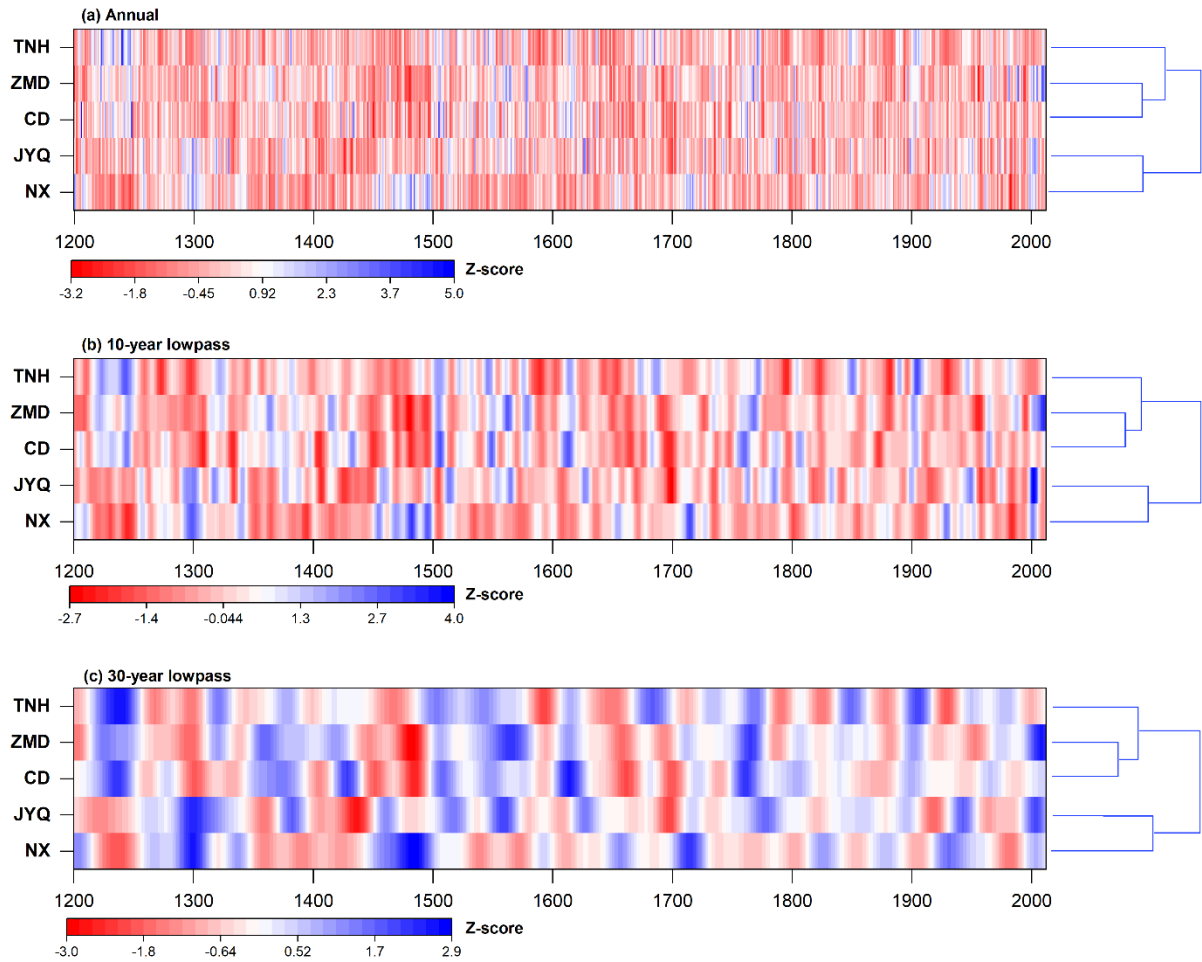 (a) Annual
TNH
ZMD
CD
JYQ
NX
1200 1300 1400 1500 1600 1700 1800 1900 2000
Z-score
-3.2 -1.8 -0.45 0.92 2.3 3.7 5.0
(b) 10-year lowpass
TNH
ZMD
CD
JYQ
NX
1200 1300 1400 1500 1600 1700 1800 1900 2000
Z-score
-2.7 -1.4 -0.044 1.3 2.7 4.0
(c) 30-year lowpass
TNH
ZMD
CD
JYQ
NX
1200 1300 1400 1500 1600 1700 1800 1900 2000
Z-score
-3.0 -1.8 -0.64 0.52 1.7 2.9